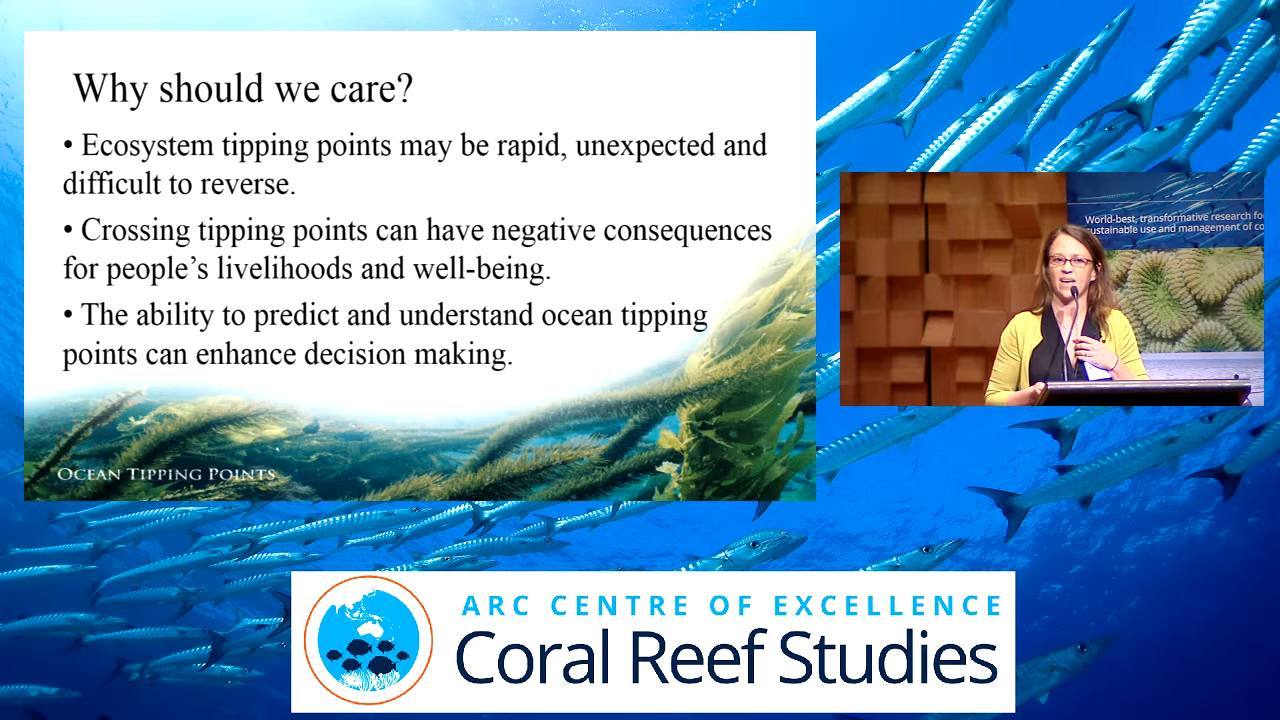 Why should we care?
• Ecosystem tipping points may be rapid, unexpected and
difficult to reverse.
• Crossing tipping points can have negative consequences
for people's livelihoods and well-being.
• The ability to predict and understand ocean tipping
points can enhance decision making.
OCEAN TIPPING POINTS
World-best, transformative research fo
sustainable use and management of co
ARC CENTRE OF EXCELLENCE
Coral Reef Studies